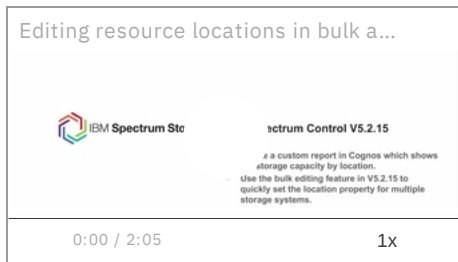 Editing resource locations in bulk a...
IBM Spectrum Sto
ectrum Control V5.2.15
a custom report in Cognos which shows
storage capacity by location.
Use the bulk editing feature in V5.2.15 to
quickly set the location property for multiple
storage systems.
0:00 / 2:05
1x